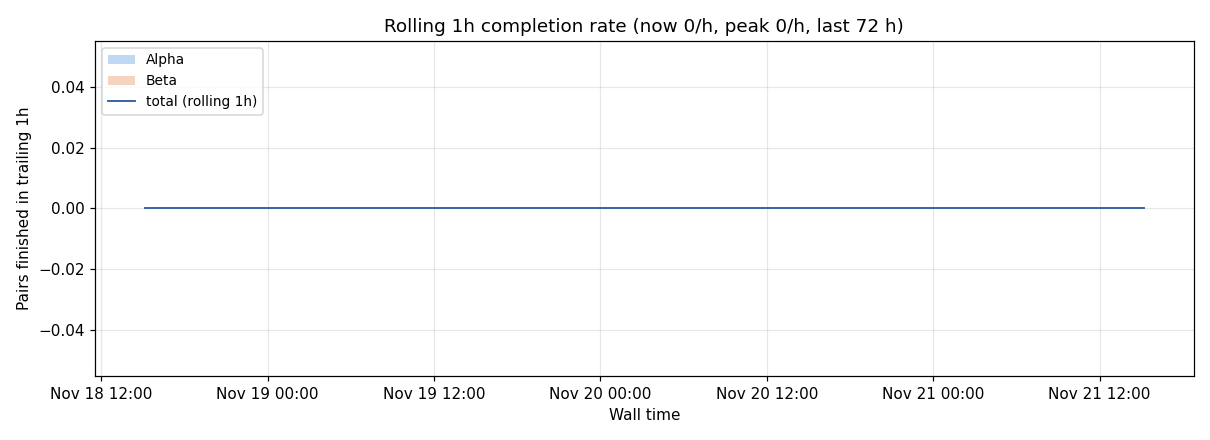 Rolling 1h completion rate (now 0/h, peak 0/h, last 72 h)
Alpha
Beta
total (rolling 1h)
Pairs finished in trailing 1h
0.04
0.02
0.00
−0.02
−0.04
Nov 18 12:00
Nov 19 00:00
Nov 19 12:00
Nov 20 00:00
Nov 20 12:00
Nov 21 00:00
Nov 21 12:00
Wall time